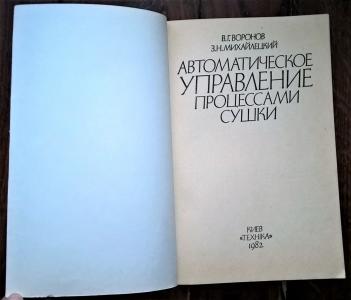 В.Г.ВОРОНОВ
З.Н.МИХАЙЛЕЦКИЙ
АВТОМАТИЧЕСКОЕ
УПРАВЛЕНИЕ
ПРОЦЕССАМИ
СУШКИ
КИЕВ
«ТЕХНІКА»
1982